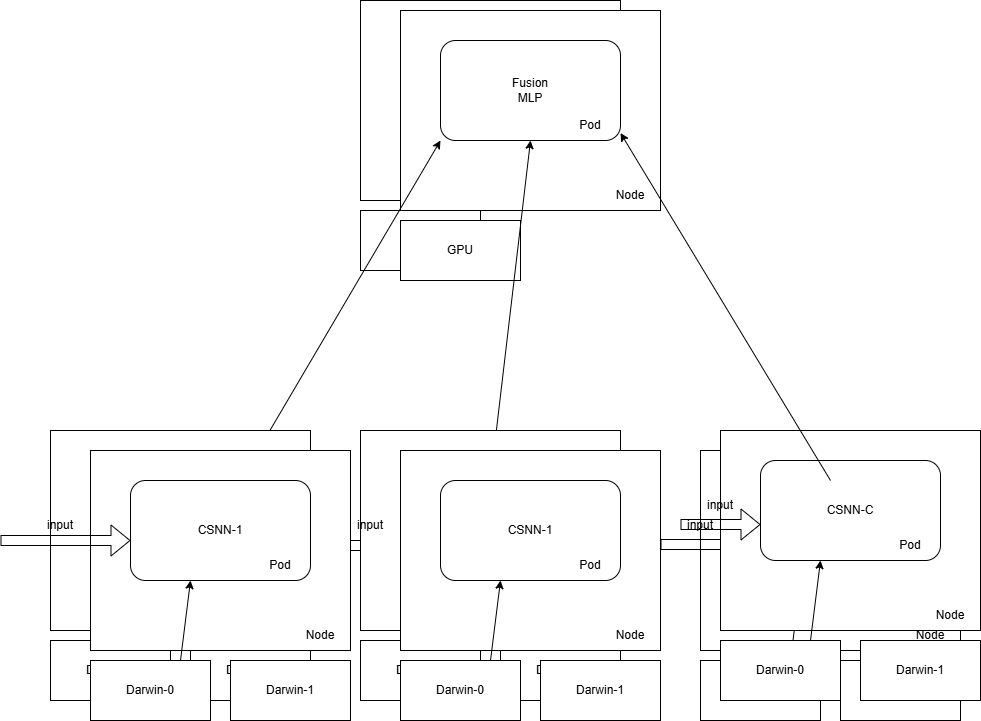 Fusion
MLP
Pod
Node
GPU
input
CSNN-1
Pod
Node
Darwin-0
Darwin-1
input
CSNN-1
Pod
Node
Darwin-0
Darwin-1
input
input
CSNN-C
Pod
Node
Node
Darwin-0
Darwin-1